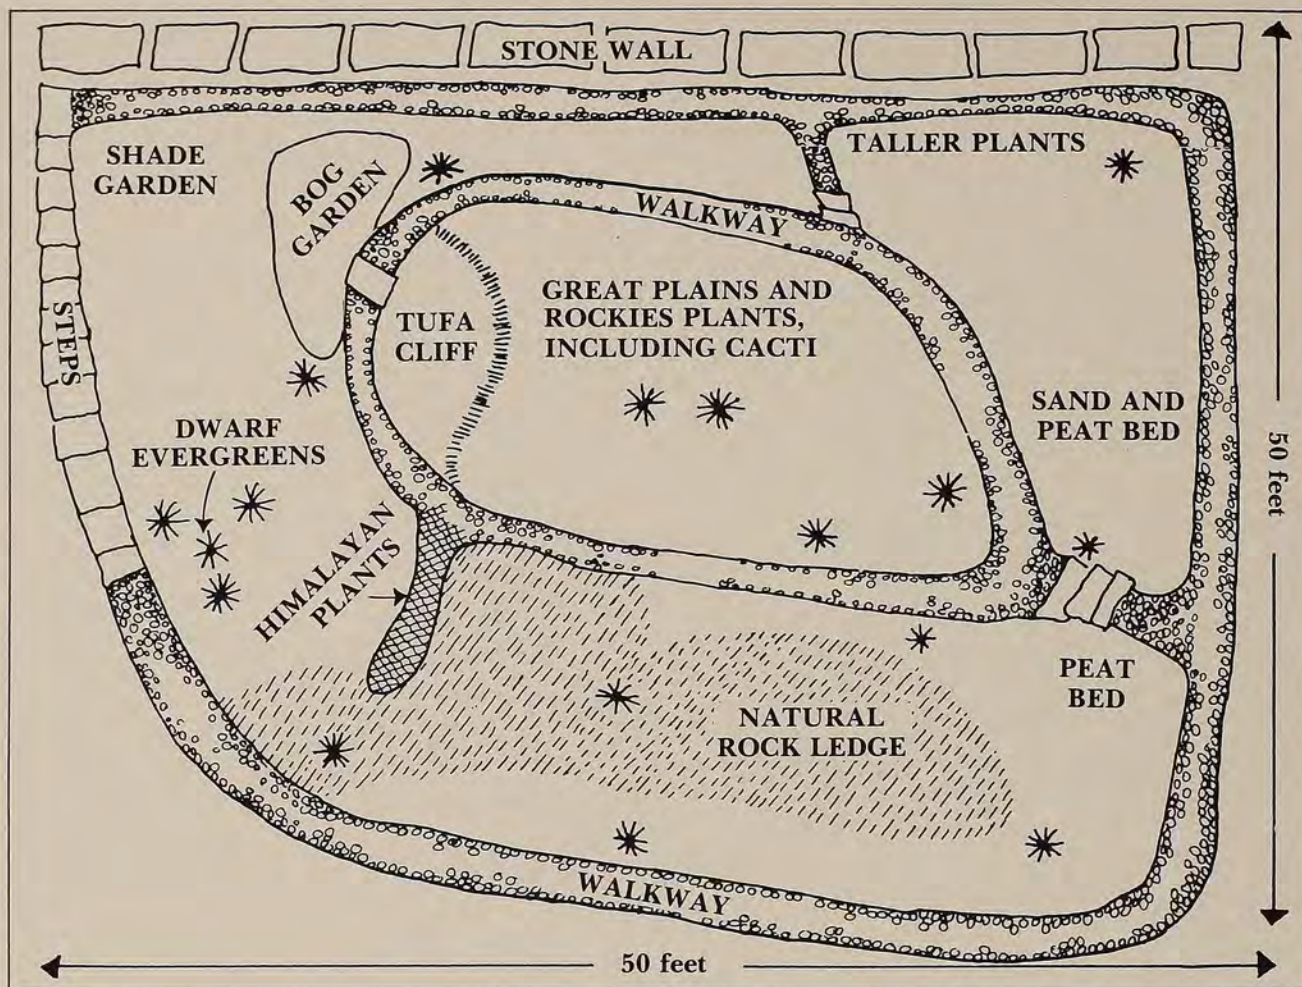 STONE WALL
SHADE
GARDEN
BOG
GARDEN
TALLER PLANTS
WALKWAY
STEPS
TUFA
CLIFF
GREAT PLAINS AND
ROCKIES PLANTS,
INCLUDING CACTI
SAND AND
PEAT BED
50 feet
DWARF
EVERGREENS
HIMALAYAN
PLANTS
PEAT
BED
NATURAL
ROCK LEDGE
WALKWAY
50 feet